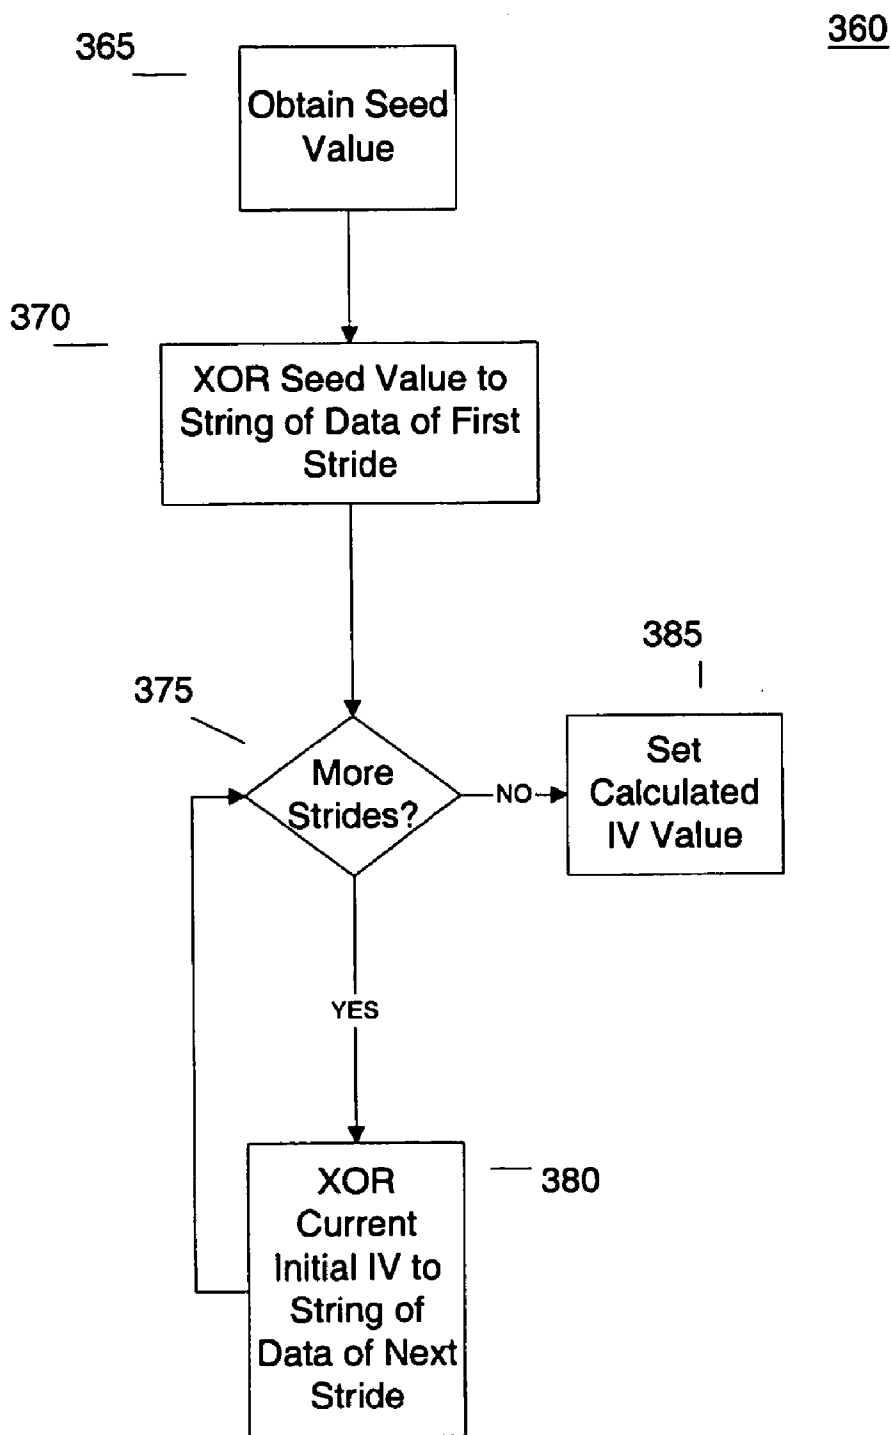 360
365
Obtain Seed
Value
370
XOR Seed Value to
String of Data of First
Stride
375
More
Strides?
NO
385
Set
Calculated
IV Value
YES
380
XOR
Current
Initial IV to
String of
Data of Next
Stride